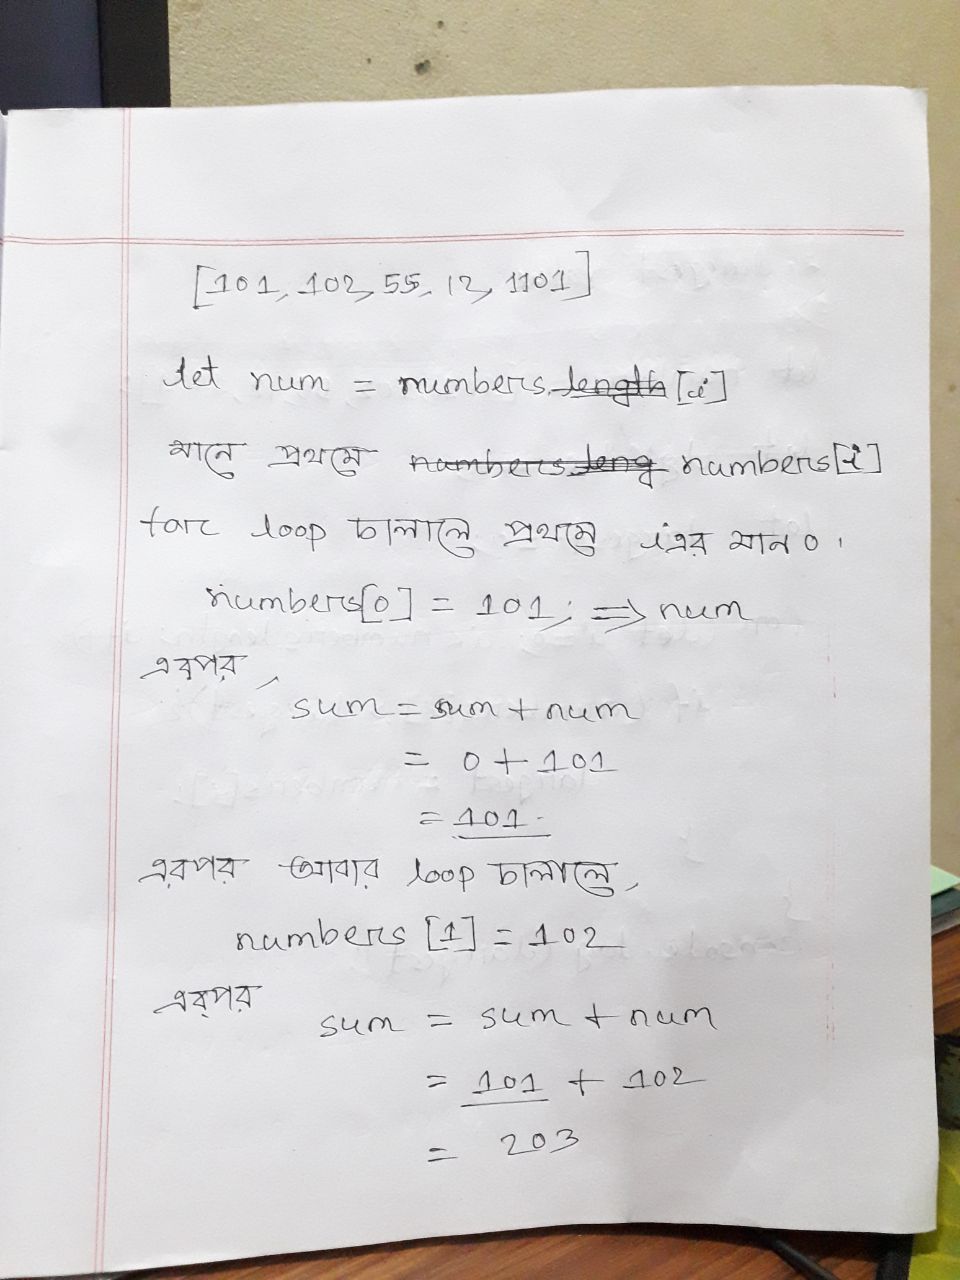 [101, 102, 55, 12, 1101]
let num = numbers.length[i]
মানে প্রথমে numbers.leng numbers[i]
for loop চালালে প্রথমে i এর মান 0।
numbers[0] = 101; => num
এরপর,
sum = sum + num
= 0 + 101
= 101.
এরপর আবার loop চালালে,
numbers [1] = 102
এরপর
sum = sum + num
= 101 + 102
= 203